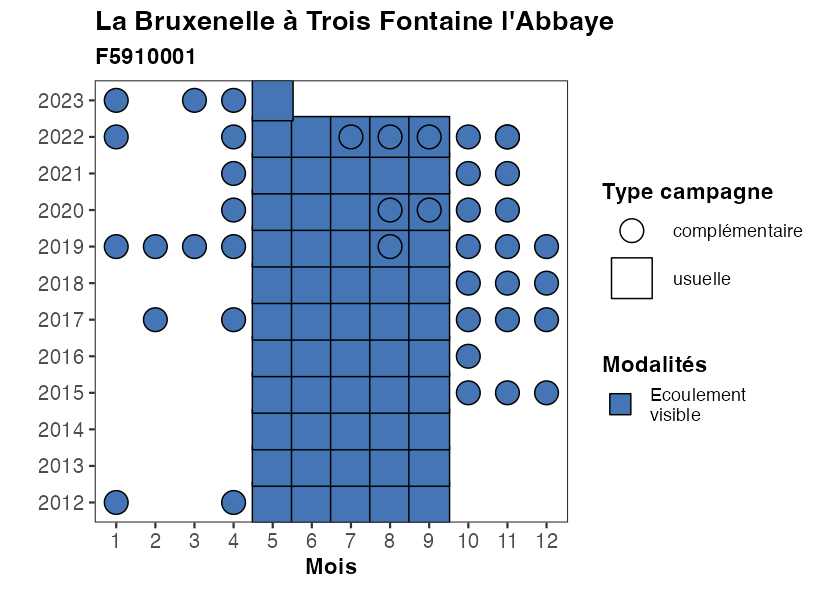 La Bruxenelle à Trois Fontaine l'Abbaye
F5910001
2023
2022
2021
2020
2019
2018
2017
2016
2015
2014
2013
2012
1 2 3 4 5 6 7 8 9 10 11 12
Mois
Type campagne
complémentaire
usuelle
Modalités
Ecoulement
visible